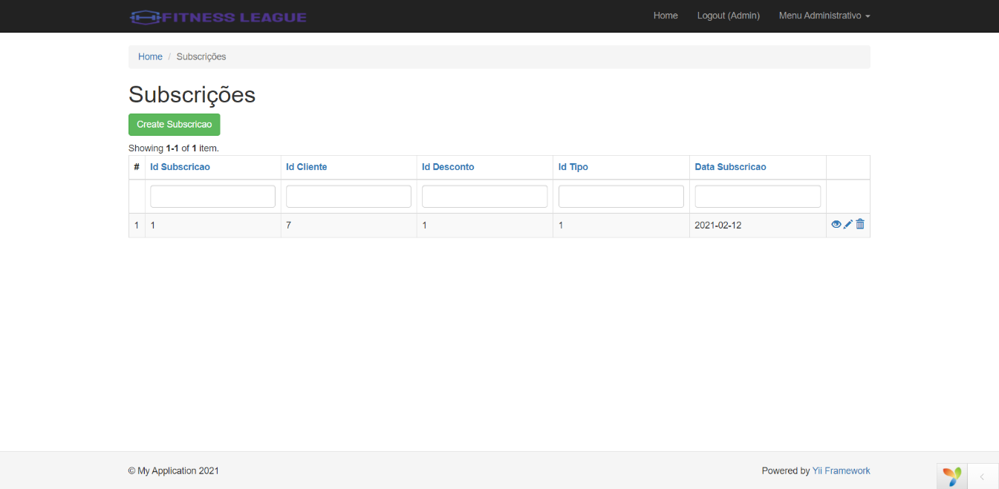 FITNESS LEAGUE
Home Logout (Admin) Menu Administrativo
Home / Subscrições
Subscrições
Create Subscricao
Showing 1-1 of 1 item.
# Id Subscricao Id Cliente Id Desconto Id Tipo Data Subscricao
1 1 7 1 1 2021-02-12
© My Application 2021 Powered by Yii Framework